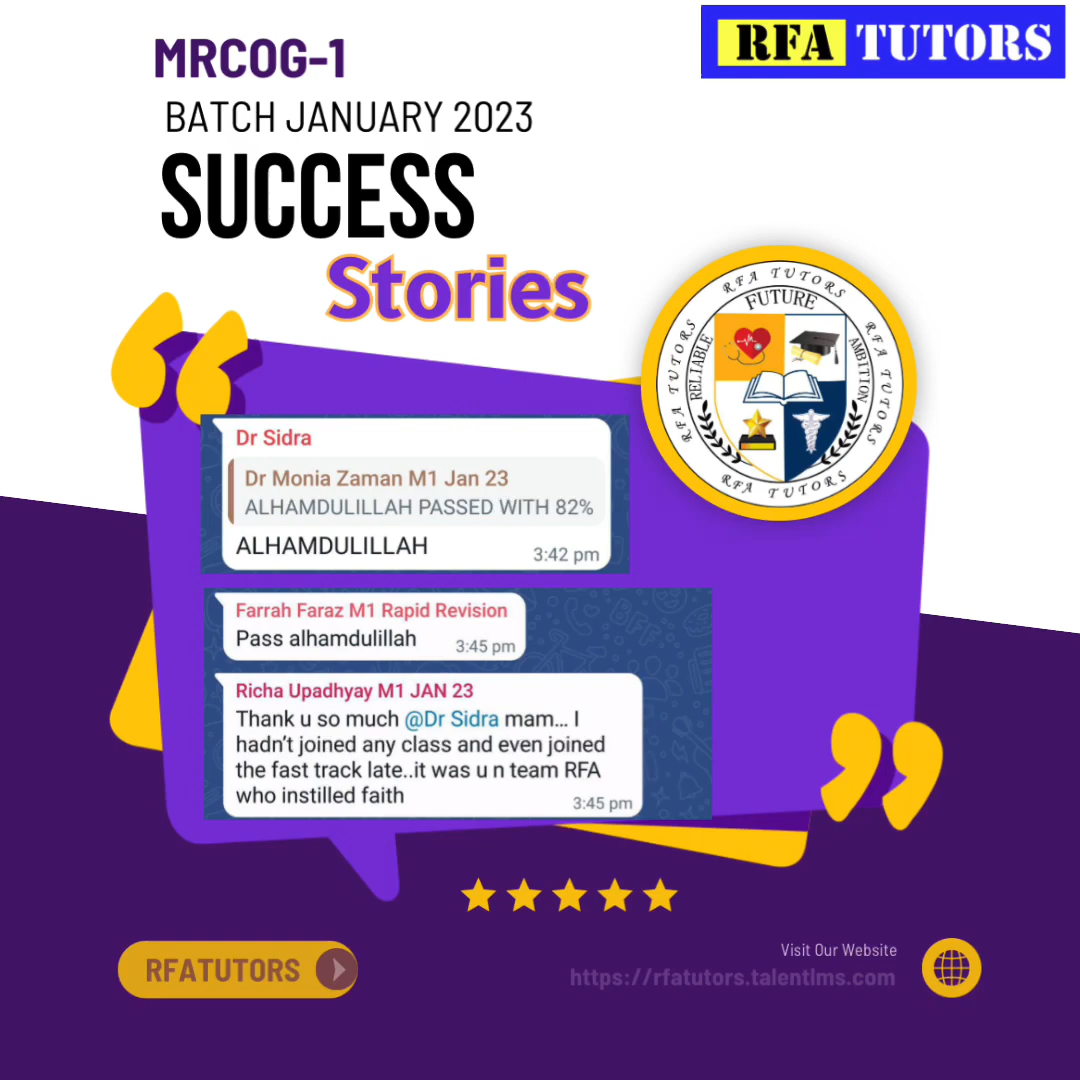 RFA TUTORS
MRCOG-1
BATCH JANUARY 2023
SUCCESS
Stories
RFA TUTORS
FUTURE
RELIABLE
AMBITION
RFA TUTORS
RFA TUTORS
RFA TUTORS
Dr Sidra
Dr Monia Zaman M1 Jan 23
ALHAMDULILLAH PASSED WITH 82%
ALHAMDULILLAH
3:42 pm
Farrah Faraz M1 Rapid Revision
Pass alhamdulillah
3:45 pm
Richa Upadhyay M1 JAN 23
Thank u so much @Dr Sidra mam... I
hadn't joined any class and even joined
the fast track late..it was u n team RFA
who instilled faith
3:45 pm
RFATUTORS
Visit Our Website
https://rfatutors.talentlms.com